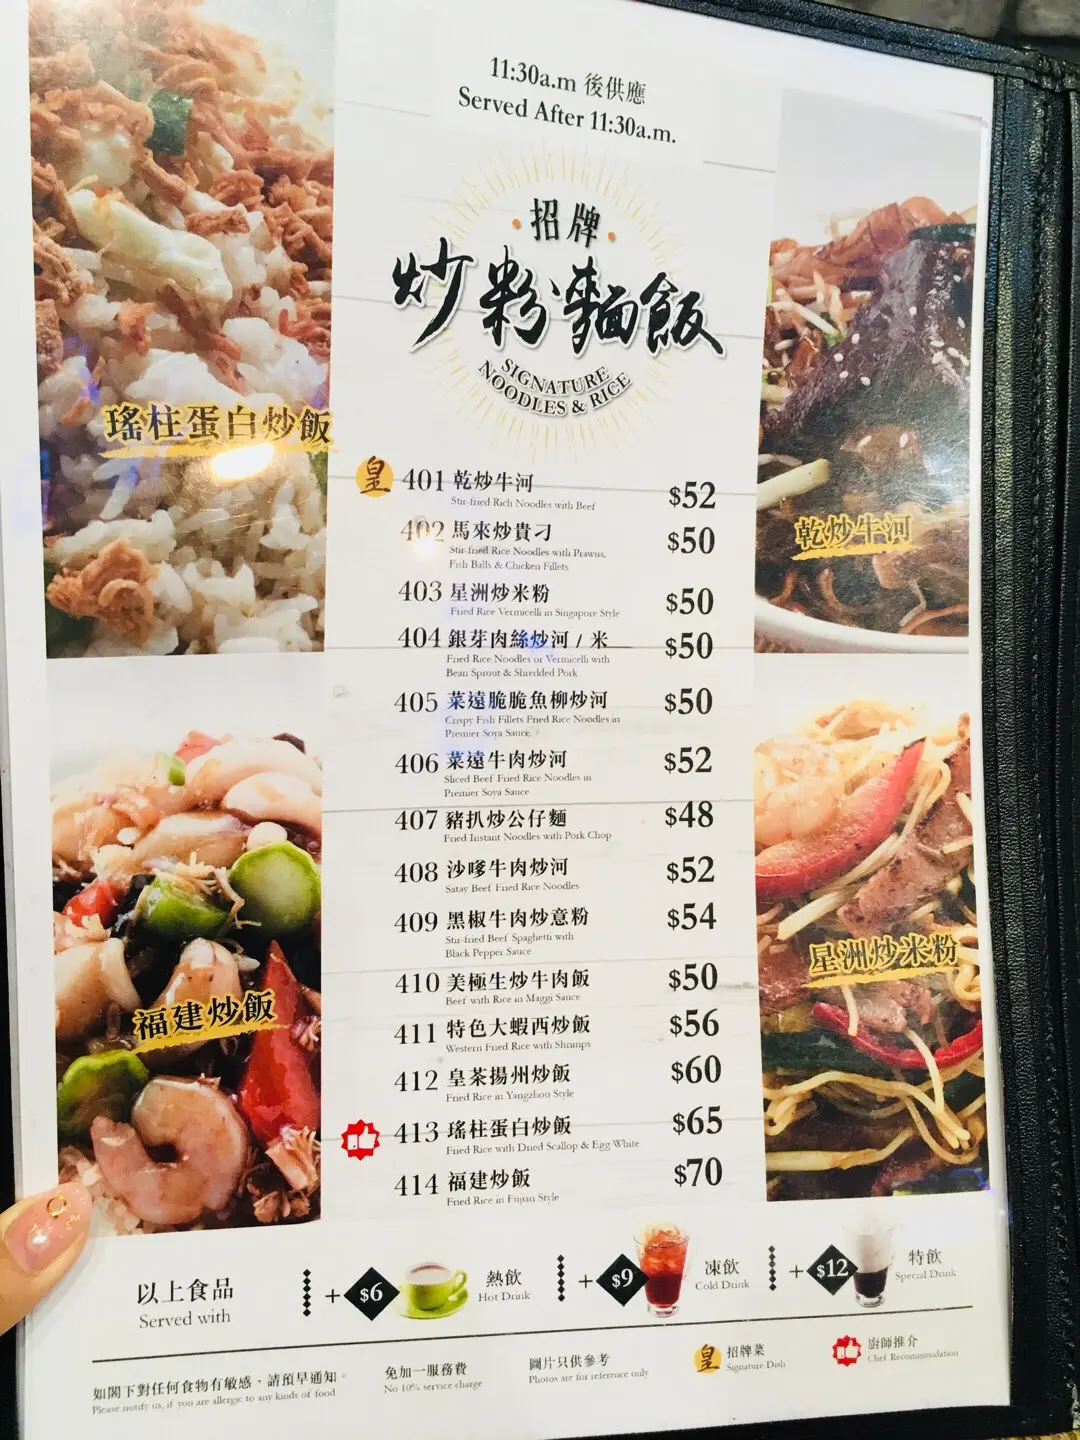 11:30a.m 後供應
Served After 11:30a.m.
招牌
炒粉麵飯
SIGNATURE
NOODLES & RICE
瑤柱蛋白炒飯
乾炒牛河
福建炒飯
星洲炒米粉
皇 401 乾炒牛河 $52
Stir-fried Rich Noodles with Beef
402 馬來炒貴刁 $50
Stir-fried Rice Noodles with Prawns,
Fish Balls & Chicken Fillets
403 星洲炒米粉 $50
Fried Rice Vermicelli in Singapore Style
404 銀芽肉絲炒河 / 米 $50
Fried Rice Noodles or Vermicelli with
Bean Sprout & Shredded Pork
405 菜遠脆脆魚柳炒河 $50
Crispy Fish Fillets Fried Rice Noodles in
Premier Soya Sauce
406 菜遠牛肉炒河 $52
Sliced Beef Fried Rice Noodles in
Premier Soya Sauce
407 豬扒炒公仔麵 $48
Fried Instant Noodles with Pork Chop
408 沙嗲牛肉炒河 $52
Satay Beef Fried Rice Noodles
409 黑椒牛肉炒意粉 $54
Stir-fried Beef Spaghetti with
Black Pepper Sauce
410 美極生炒牛肉飯 $50
Beef with Rice in Maggi Sauce
411 特色大蝦西炒飯 $56
Western Fried Rice with Shrimps
412 皇茶揚州炒飯 $60
Fried Rice in Yangzhou Style
413 瑤柱蛋白炒飯 $65
Fried Rice with Dried Scallop & Egg White
414 福建炒飯 $70
Fried Rice in Fujian Style
以上食品
Served with
+ $6 熱飲
Hot Drink
+ $9 凍飲
Cold Drink
+ $12 特飲
Special Drink
如閣下對任何食物有敏感，請預早通知。
Please notify us, if you are allergic to any kinds of food
免加一服務費
No 10% service charge
圖片只供參考
Photos are for reference only
皇 招牌菜
Signature Dish
廚師推介
Chef Recommendation